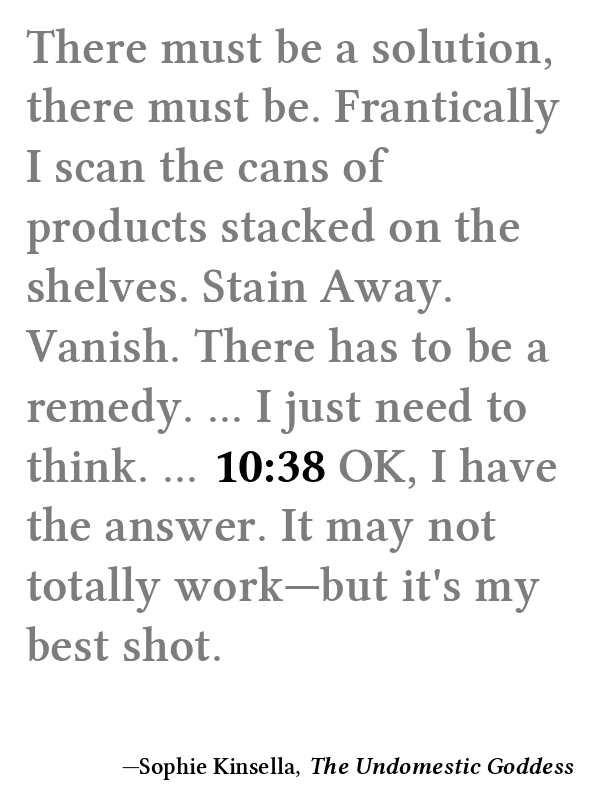 There must be a solution,
there must be. Frantically
I scan the cans of
products stacked on the
shelves. Stain Away.
Vanish. There has to be a
remedy. ... I just need to
think. ... 10:38 OK, I have
the answer. It may not
totally work—but it's my
best shot.
—Sophie Kinsella, The Undomestic Goddess